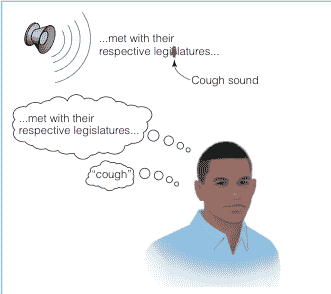 ...met with their
respective legislatures...
Cough sound
...met with their
respective legislatures...
"cough"